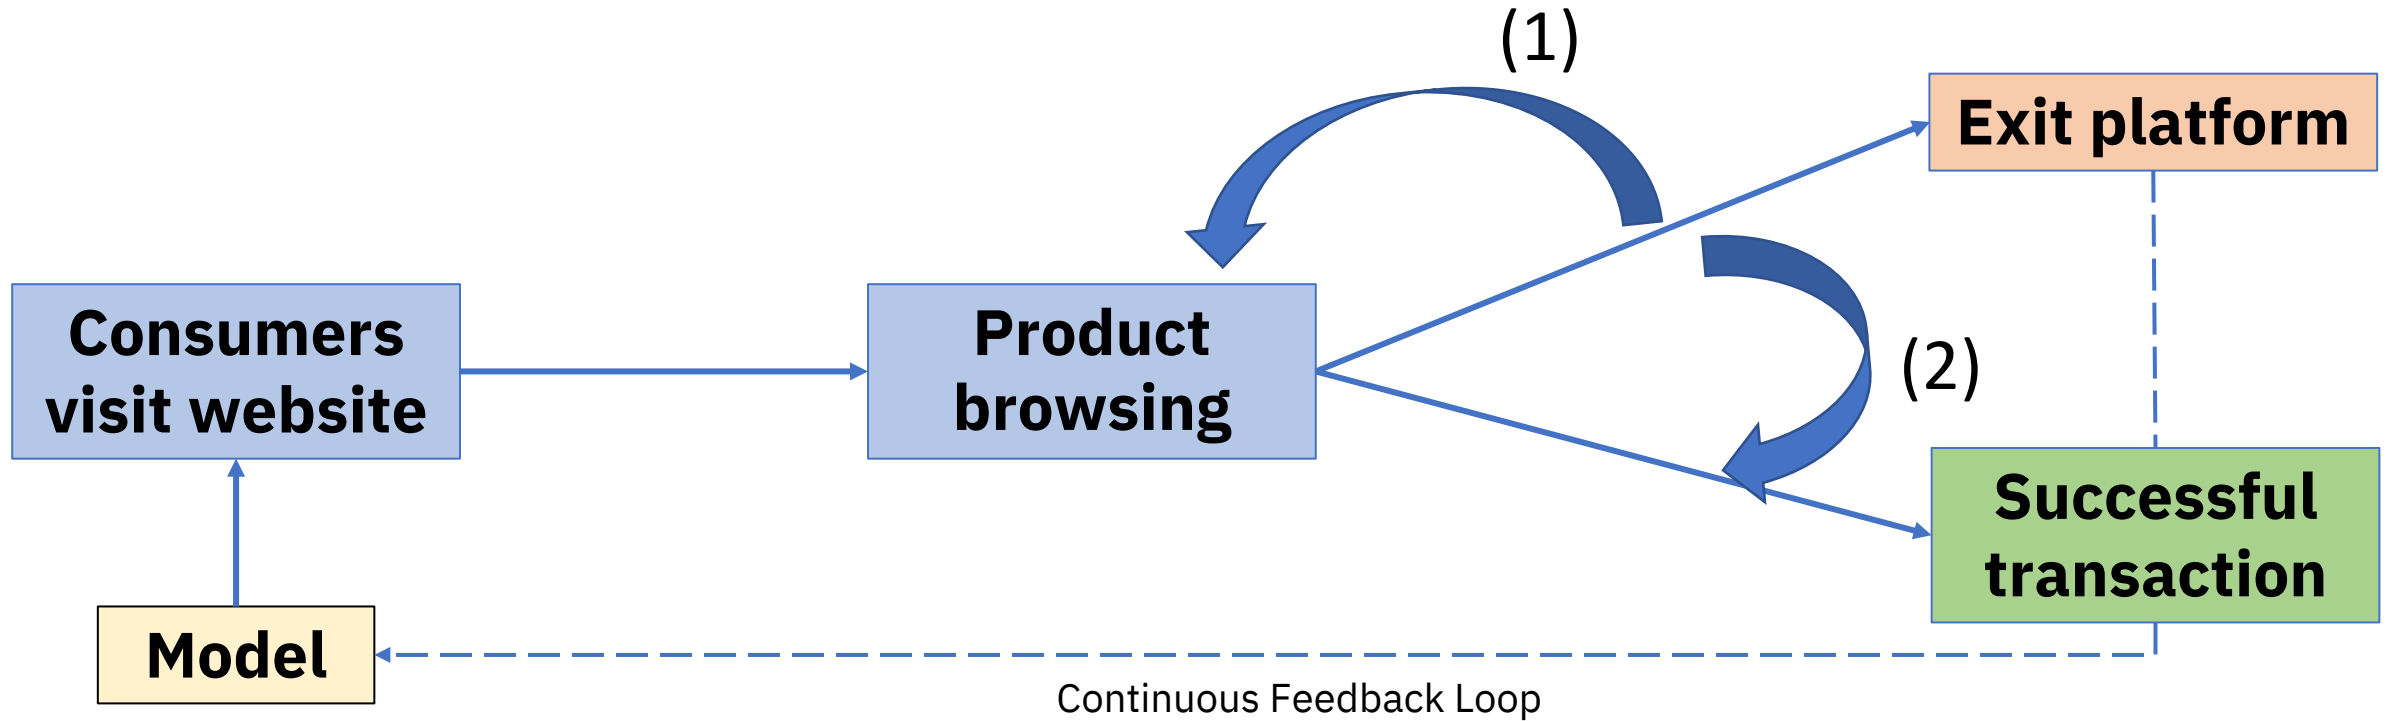 (1)
Exit platform
Consumers
visit website
Product
browsing
(2)
Successful
transaction
Model
Continuous Feedback Loop